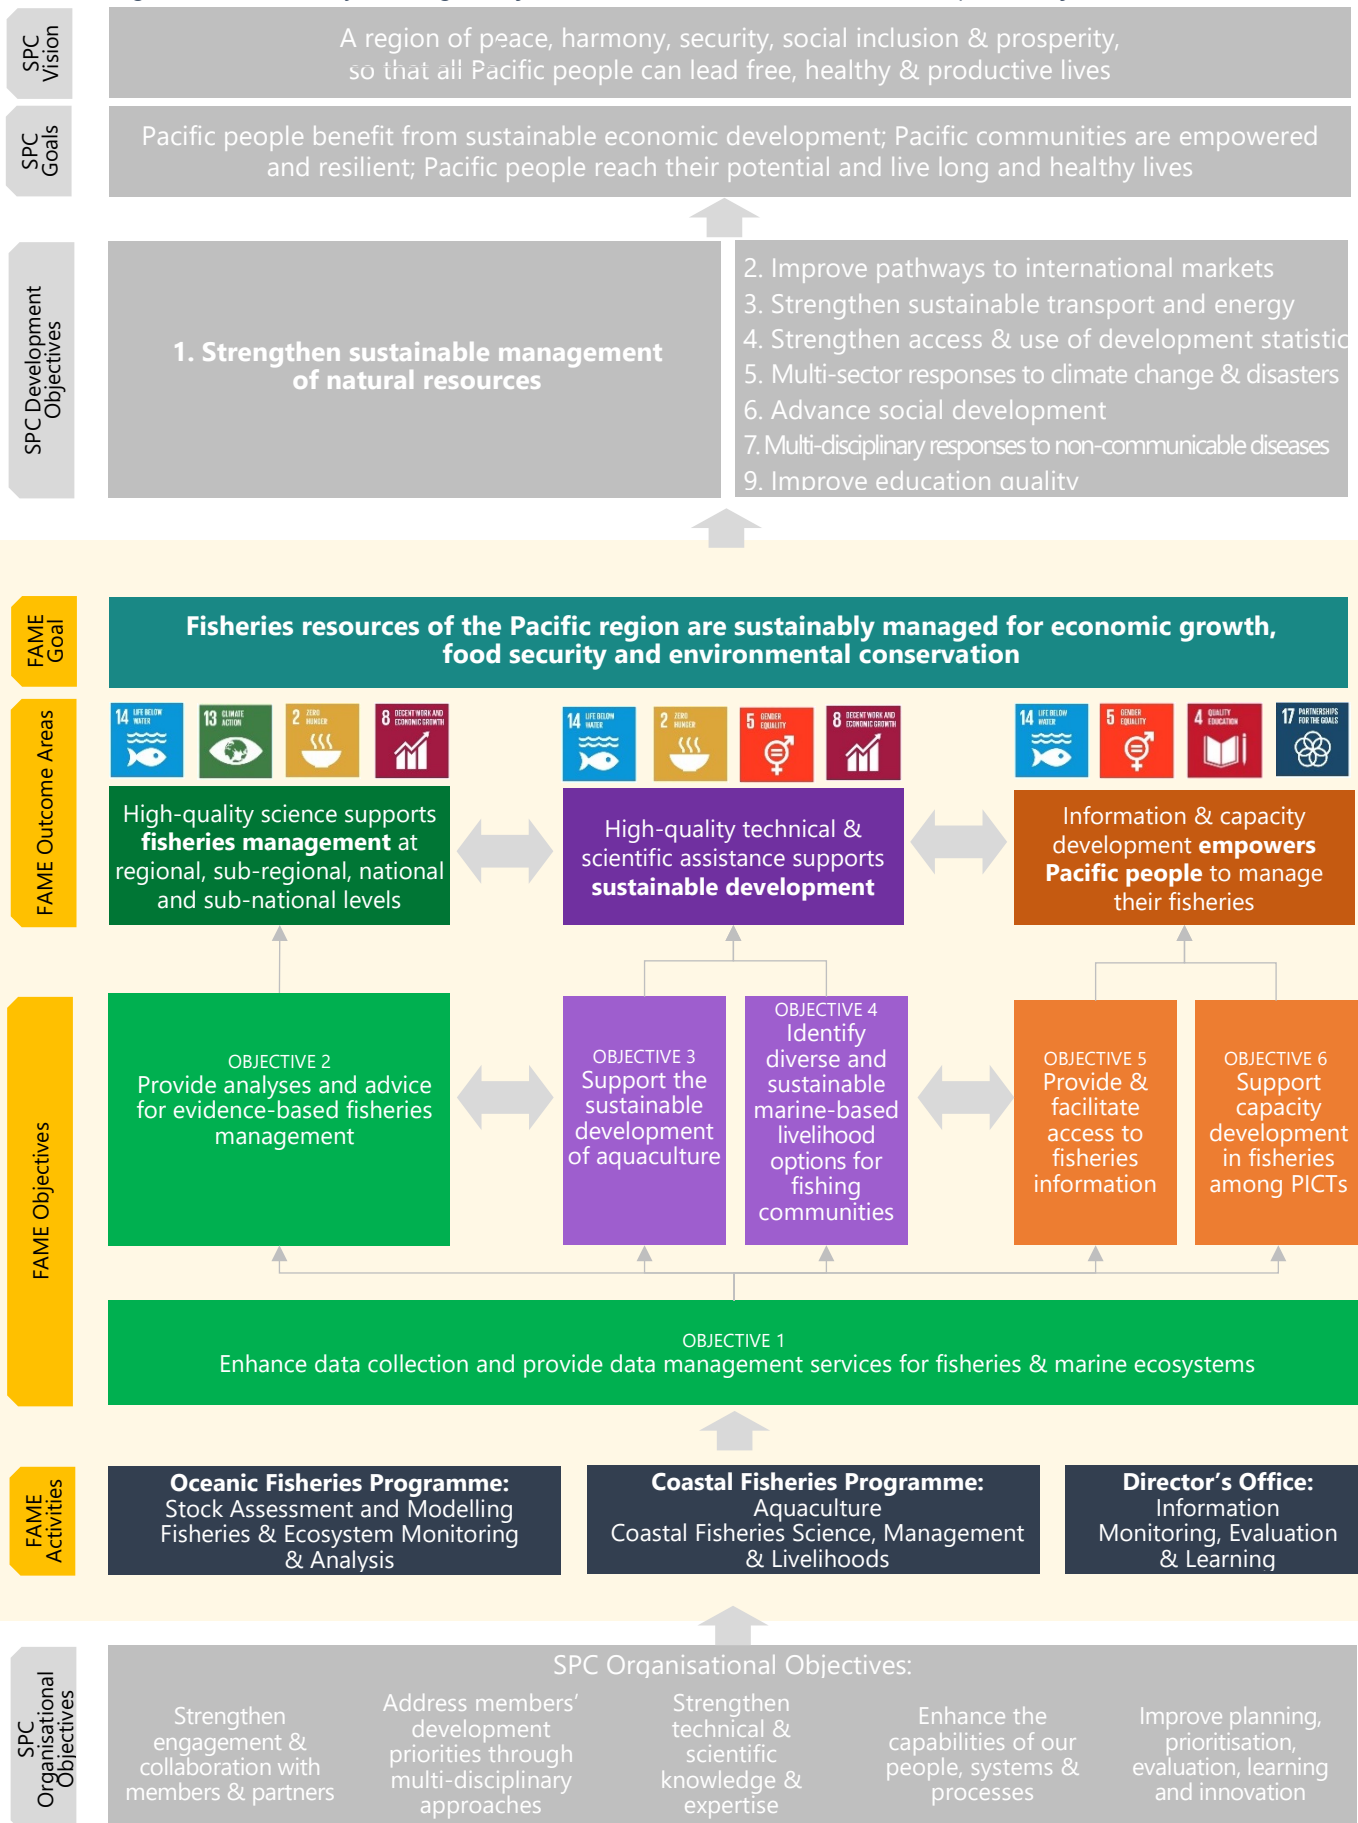 SPC
Vision
A region of peace, harmony, security, social inclusion & prosperity,
so that all Pacific people can lead free, healthy & productive lives
SPC
Goals
Pacific people benefit from sustainable economic development; Pacific communities are empowered
and resilient; Pacific people reach their potential and live long and healthy lives
SPC Development
Objectives
1. Strengthen sustainable management
of natural resources
2. Improve pathways to international markets
3. Strengthen sustainable transport and energy
4. Strengthen access & use of development statistic
5. Multi-sector responses to climate change & disasters
6. Advance social development
7. Multi-disciplinary responses to non-communicable diseases
9. Improve education quality
FAME
Goal
Fisheries resources of the Pacific region are sustainably managed for economic growth,
food security and environmental conservation
FAME Outcome Areas
14 LIFE BELOW
WATER
13 CLIMATE
ACTION
2 ZERO
HUNGER
8 DECENT WORK AND
ECONOMIC GROWTH
High-quality science supports
fisheries management at
regional, sub-regional, national
and sub-national levels
14 LIFE BELOW
WATER
2 ZERO
HUNGER
5 GENDER
EQUALITY
8 DECENT WORK AND
ECONOMIC GROWTH
High-quality technical &
scientific assistance supports
sustainable development
14 LIFE BELOW
WATER
5 GENDER
EQUALITY
4 QUALITY
EDUCATION
17 PARTNERSHIPS
FOR THE GOALS
Information & capacity
development empowers
Pacific people to manage
their fisheries
FAME Objectives
OBJECTIVE 2
Provide analyses and advice
for evidence-based fisheries
management
OBJECTIVE 3
Support the
sustainable
development
of aquaculture
OBJECTIVE 4
Identify
diverse and
sustainable
marine-based
livelihood
options for
fishing
communities
OBJECTIVE 5
Provide &
facilitate
access to
fisheries
information
OBJECTIVE 6
Support
capacity
development
in fisheries
among PICTs
OBJECTIVE 1
Enhance data collection and provide data management services for fisheries & marine ecosystems
FAME
Activities
Oceanic Fisheries Programme:
Stock Assessment and Modelling
Fisheries & Ecosystem Monitoring
& Analysis
Coastal Fisheries Programme:
Aquaculture
Coastal Fisheries Science, Management
& Livelihoods
Director's Office:
Information
Monitoring, Evaluation
& Learning
SPC
Organisational
Objectives
SPC Organisational Objectives:
Strengthen
engagement &
collaboration with
members & partners
Address members'
development
priorities through
multi-disciplinary
approaches
Strengthen
technical &
scientific
knowledge &
expertise
Enhance the
capabilities of our
people, systems &
processes
Improve planning,
prioritisation,
evaluation, learning
and innovation